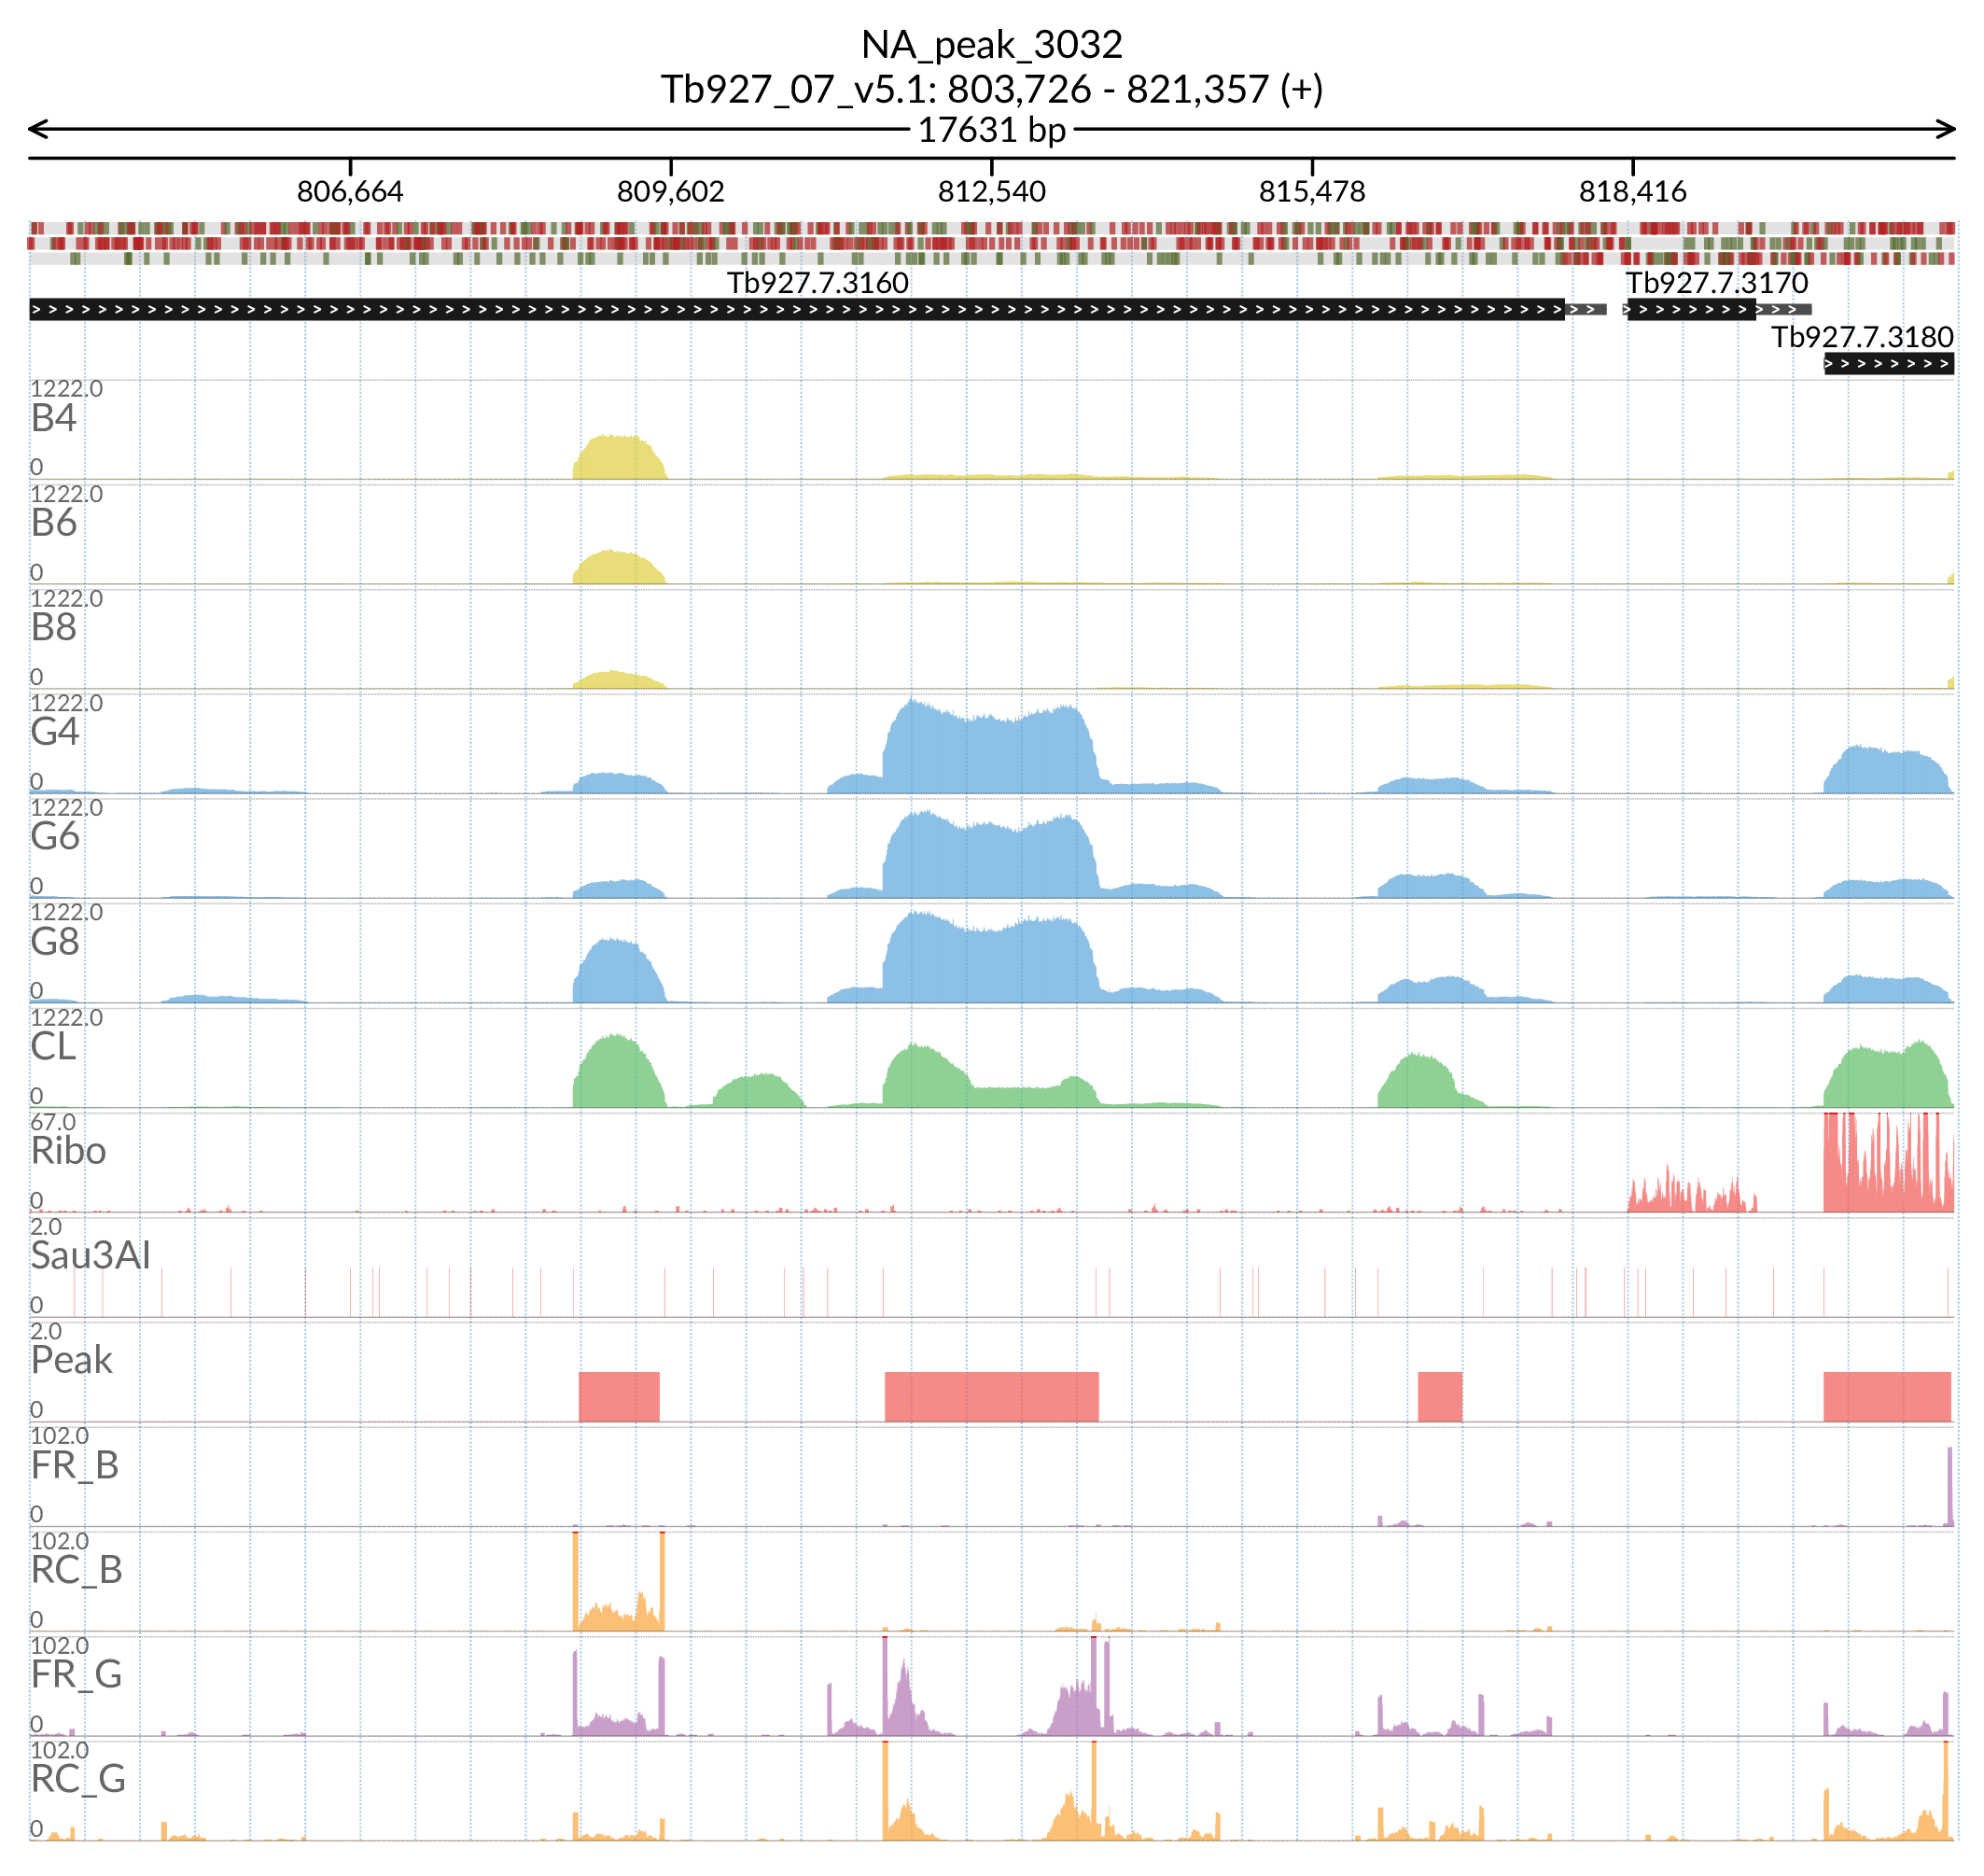 NA_peak_3032
Tb927_07_v5.1: 803,726 - 821,357 (+)
17631 bp
806,664 809,602 812,540 815,478 818,416
Tb927.7.3160 Tb927.7.3170
Tb927.7.3180
1222.0
B4
0
1222.0
B6
0
1222.0
B8
0
1222.0
G4
0
1222.0
G6
0
1222.0
G8
0
1222.0
CL
0
67.0
Ribo
0
2.0
Sau3AI
0
2.0
Peak
0
102.0
FR_B
0
102.0
RC_B
0
102.0
FR_G
0
102.0
RC_G
0